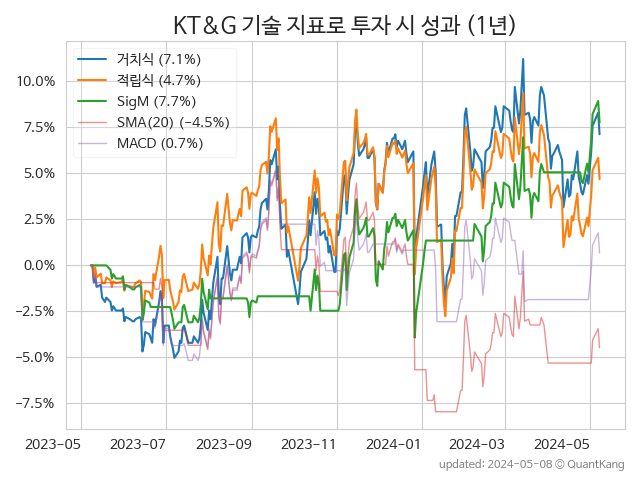 KT&G 기술 지표로 투자 시 성과 (1년)
거치식 (7.1%)
적립식 (4.7%)
SigM (7.7%)
SMA(20) (−4.5%)
MACD (0.7%)
10.0%
7.5%
5.0%
2.5%
0.0%
−2.5%
−5.0%
−7.5%
2023-05 2023-07 2023-09 2023-11 2024-01 2024-03 2024-05
updated: 2024-05-08 ⓒ QuantKang